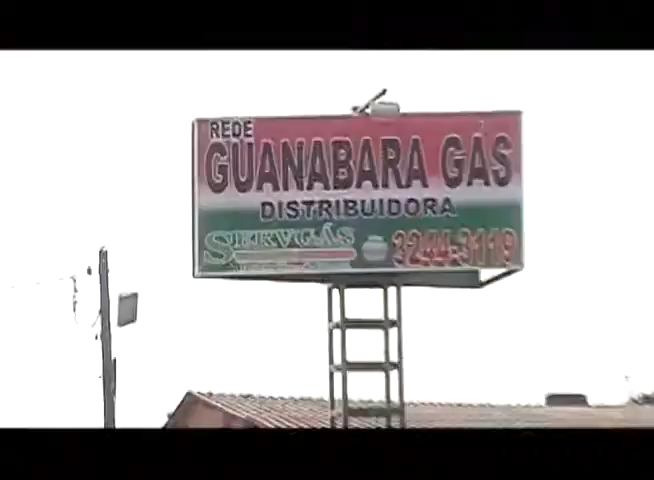 REDE
GUANABARA GÁS
DISTRIBUIDORA
SERVGÁS
3244-3119